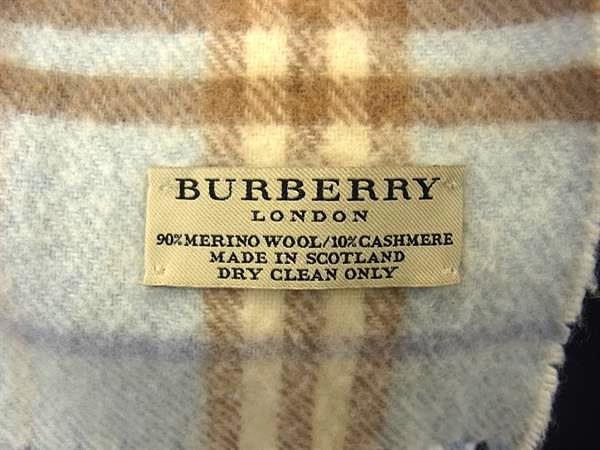 BURBERRY
LONDON
90% MERINO WOOL/10% CASHMERE
MADE IN SCOTLAND
DRY CLEAN ONLY